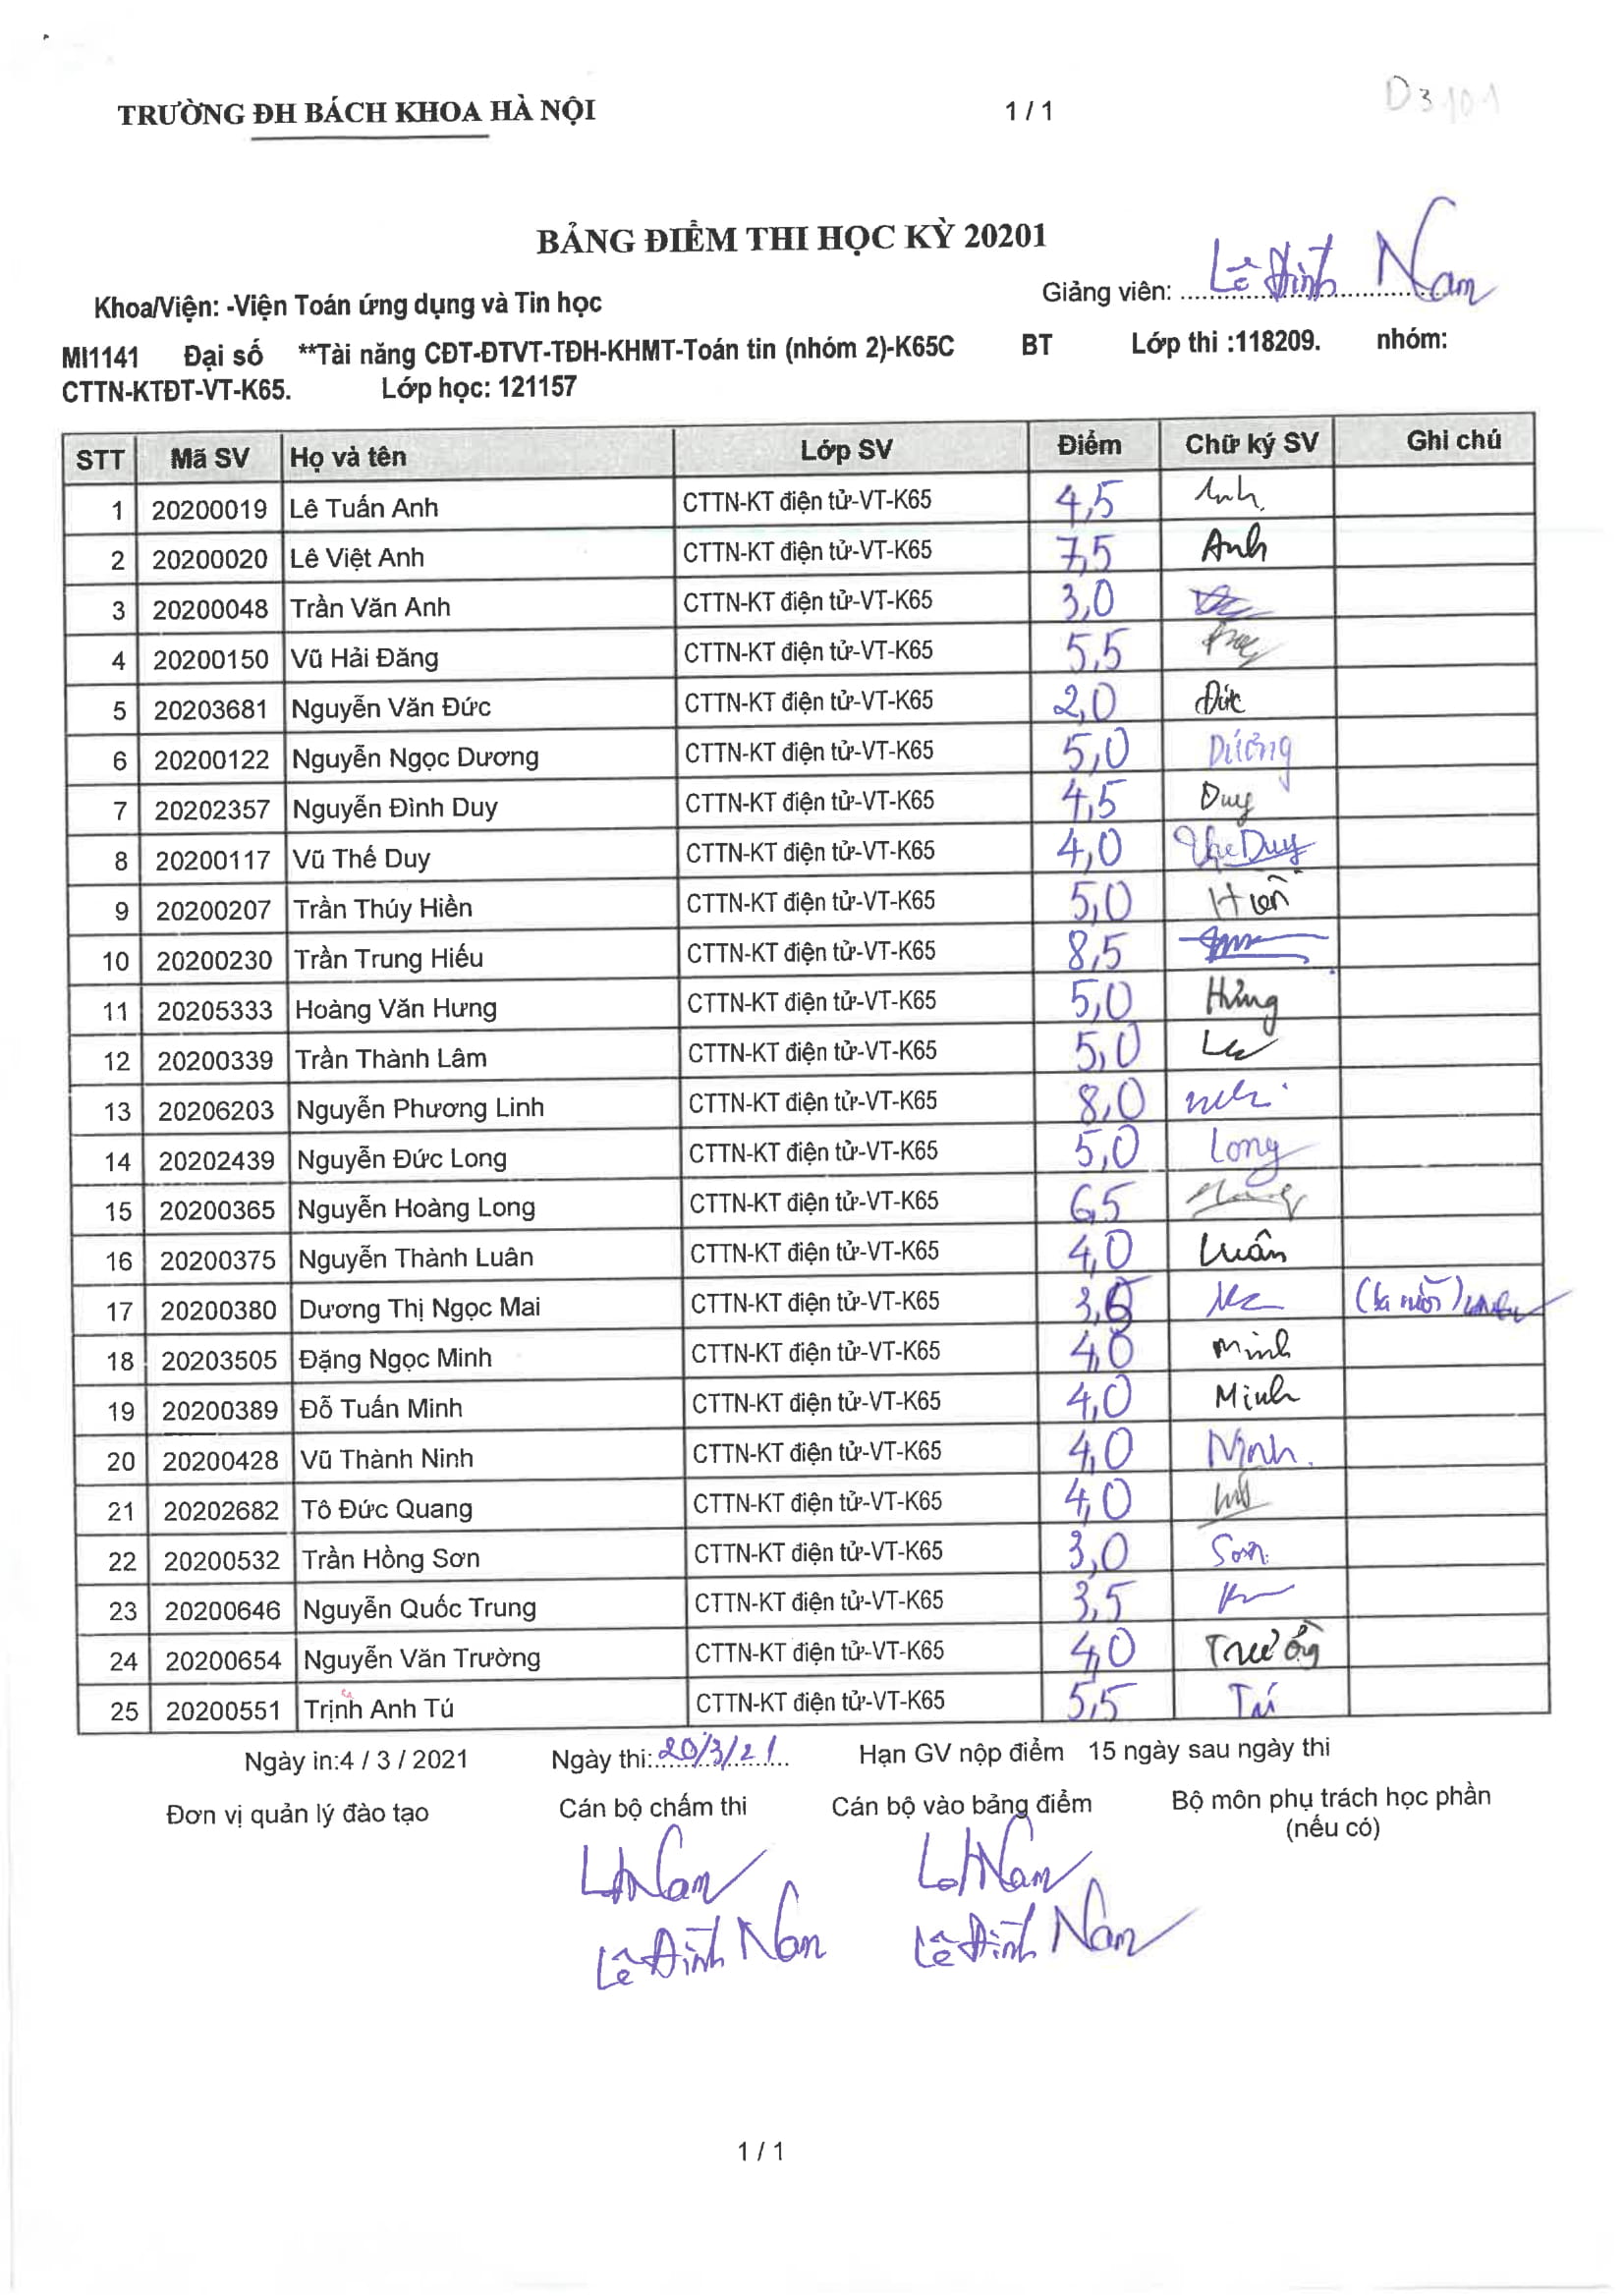 TRƯỜNG ĐH BÁCH KHOA HÀ NỘI 1 / 1 D3 101
BẢNG ĐIỂM THI HỌC KỲ 20201
Khoa/Viện: -Viện Toán ứng dụng và Tin học Giảng viên: Lê Đình Nam
MI1141 Đại số **Tài năng CĐT-ĐTVT-TĐH-KHMT-Toán tin (nhóm 2)-K65C BT Lớp thi :118209. nhóm:
CTTN-KTĐT-VT-K65. Lớp học: 121157
STT Mã SV Họ và tên Lớp SV Điểm Chữ ký SV Ghi chú
1 20200019 Lê Tuấn Anh CTTN-KT điện tử-VT-K65 4,5 Anh
2 20200020 Lê Việt Anh CTTN-KT điện tử-VT-K65 7,5 Anh
3 20200048 Trần Văn Anh CTTN-KT điện tử-VT-K65 3,0
4 20200150 Vũ Hải Đăng CTTN-KT điện tử-VT-K65 5,5
5 20203681 Nguyễn Văn Đức CTTN-KT điện tử-VT-K65 2,0 Đức
6 20200122 Nguyễn Ngọc Dương CTTN-KT điện tử-VT-K65 5,0 Dương
7 20202357 Nguyễn Đình Duy CTTN-KT điện tử-VT-K65 4,5 Duy
8 20200117 Vũ Thế Duy CTTN-KT điện tử-VT-K65 4,0 Duy
9 20200207 Trần Thúy Hiền CTTN-KT điện tử-VT-K65 5,0 Hiền
10 20200230 Trần Trung Hiếu CTTN-KT điện tử-VT-K65 8,5
11 20205333 Hoàng Văn Hưng CTTN-KT điện tử-VT-K65 5,0 Hưng
12 20200339 Trần Thành Lâm CTTN-KT điện tử-VT-K65 5,0
13 20206203 Nguyễn Phương Linh CTTN-KT điện tử-VT-K65 8,0
14 20202439 Nguyễn Đức Long CTTN-KT điện tử-VT-K65 5,0 Long
15 20200365 Nguyễn Hoàng Long CTTN-KT điện tử-VT-K65 6,5
16 20200375 Nguyễn Thành Luân CTTN-KT điện tử-VT-K65 4,0 Luân
17 20200380 Dương Thị Ngọc Mai CTTN-KT điện tử-VT-K65
18 20203505 Đặng Ngọc Minh CTTN-KT điện tử-VT-K65 4,0 Minh
19 20200389 Đỗ Tuấn Minh CTTN-KT điện tử-VT-K65 4,0 Minh
20 20200428 Vũ Thành Ninh CTTN-KT điện tử-VT-K65 4,0 Ninh.
21 20202682 Tô Đức Quang CTTN-KT điện tử-VT-K65 4,0
22 20200532 Trần Hồng Sơn CTTN-KT điện tử-VT-K65 3,0 Sơn
23 20200646 Nguyễn Quốc Trung CTTN-KT điện tử-VT-K65 3,5
24 20200654 Nguyễn Văn Trường CTTN-KT điện tử-VT-K65 4,0 Trường
25 20200551 Trịnh Anh Tú CTTN-KT điện tử-VT-K65 5,5 Tú
Ngày in:4 / 3 / 2021 Ngày thi: 20/3/21 Hạn GV nộp điểm 15 ngày sau ngày thi
Đơn vị quản lý đào tạo Cán bộ chấm thi Cán bộ vào bảng điểm Bộ môn phụ trách học phần
(nếu có)
LĐNam LĐNam
Lê Đình Nam Lê Đình Nam
1 / 1